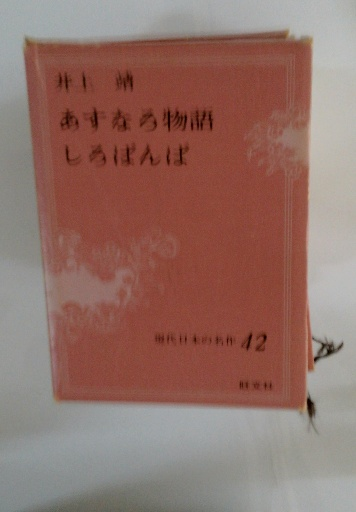 井上 靖
あすなろ物語
しろばんば
現代日本の名作 42
旺文社